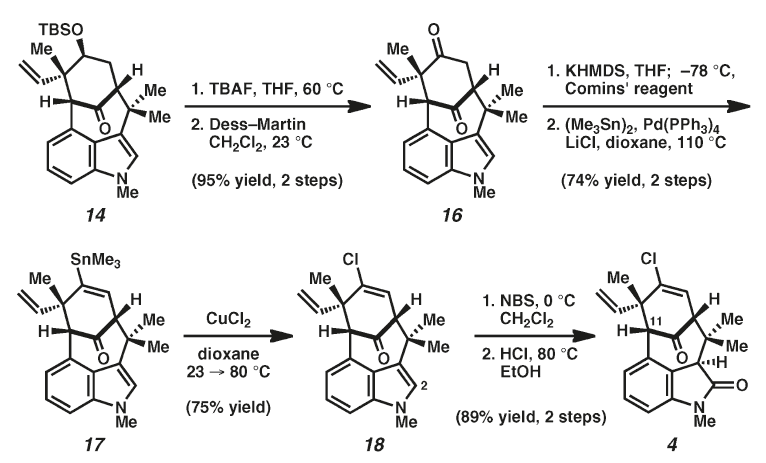 TBSO
Me
H
H
Me
Me
O
N
Me
14
1. TBAF, THF, 60 °C
2. Dess–Martin
CH2Cl2, 23 °C
(95% yield, 2 steps)
O
Me
H
H
Me
Me
O
N
Me
16
1. KHMDS, THF; –78 °C,
Comins' reagent
2. (Me3Sn)2, Pd(PPh3)4
LiCl, dioxane, 110 °C
(74% yield, 2 steps)
SnMe3
Me
H
H
Me
Me
O
N
Me
17
CuCl2
dioxane
23 → 80 °C
(75% yield)
Cl
Me
H
H
Me
Me
O
2
N
Me
18
1. NBS, 0 °C
CH2Cl2
2. HCl, 80 °C
EtOH
(89% yield, 2 steps)
Cl
Me
H
11
H
Me
Me
O
H
O
N
Me
4